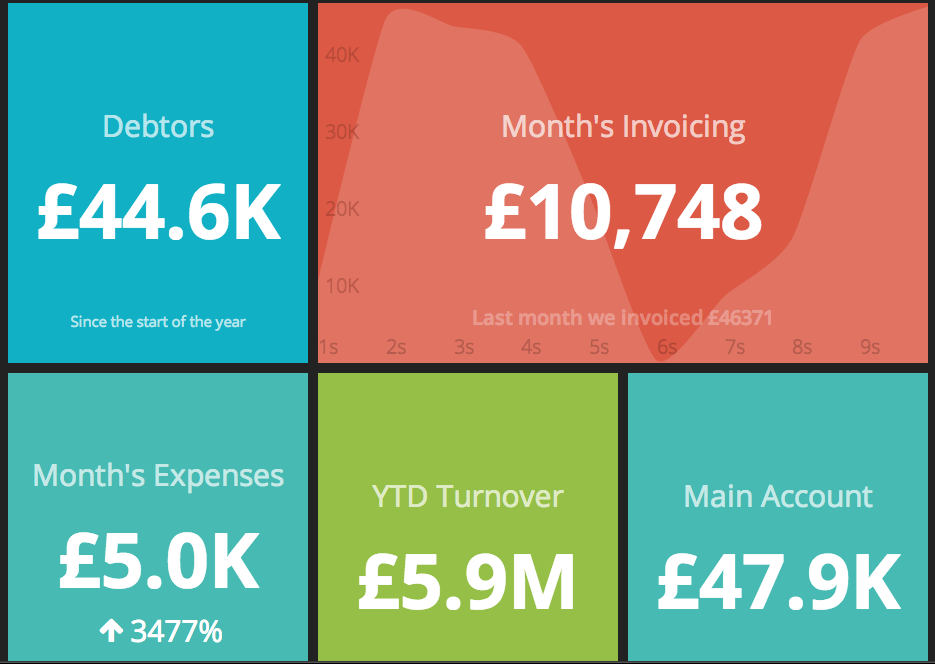 Debtors
£44.6K
Since the start of the year
40K
30K
20K
10K
Month's Invoicing
£10,748
Last month we invoiced £46371
1s 2s 3s 4s 5s 6s 7s 8s 9s
Month's Expenses
£5.0K
↑ 3477%
YTD Turnover
£5.9M
Main Account
£47.9K